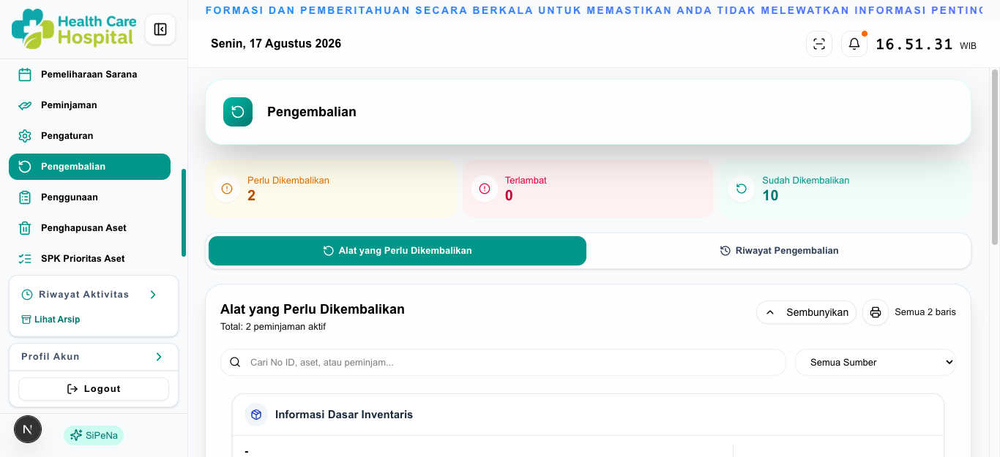 Health Care
Hospital
FORMASI DAN PEMBERITAHUAN SECARA BERKALA UNTUK MEMASTIKAN ANDA TIDAK MELEWATKAN INFORMASI PENTING
Senin, 17 Agustus 2026
16.51.31 WIB
Pemeliharaan Sarana
Peminjaman
Pengaturan
Pengembalian
Penggunaan
Penghapusan Aset
SPK Prioritas Aset
Riwayat Aktivitas
Lihat Arsip
Profil Akun
Logout
N
SiPeNa
Pengembalian
Perlu Dikembalikan
2
Terlambat
0
Sudah Dikembalikan
10
Alat yang Perlu Dikembalikan
Riwayat Pengembalian
Alat yang Perlu Dikembalikan
Total: 2 peminjaman aktif
Sembunyikan
Semua 2 baris
Cari No ID, aset, atau peminjam...
Semua Sumber
Informasi Dasar Inventaris
-